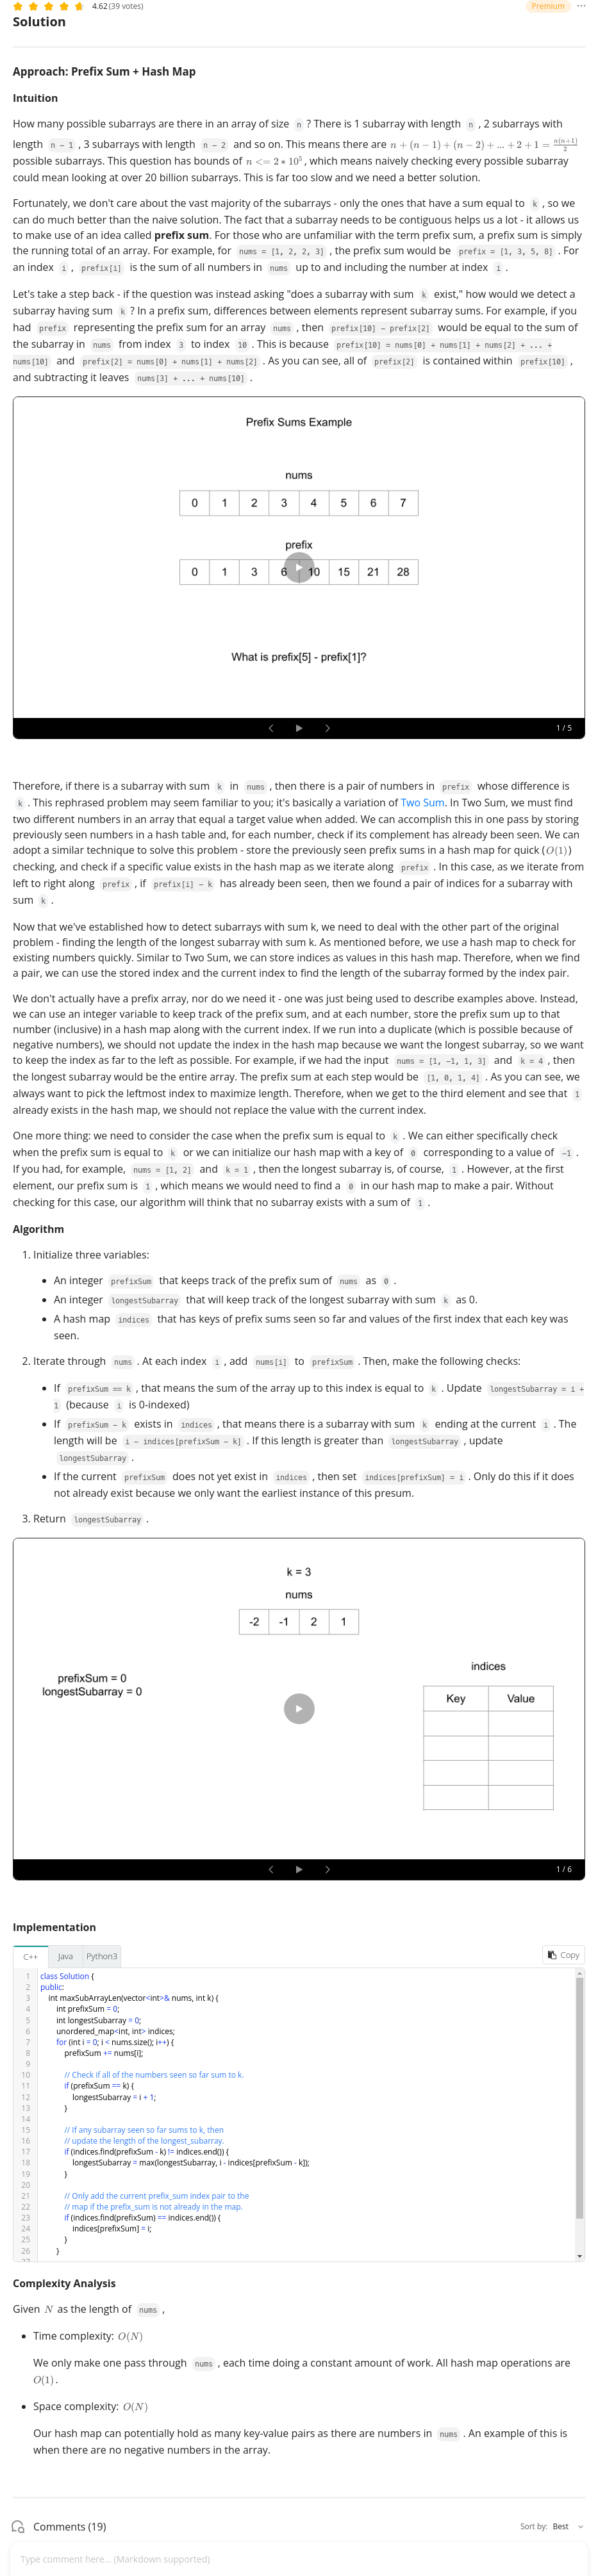 4.62 (39 votes)
Premium
Solution
Approach: Prefix Sum + Hash Map
Intuition
How many possible subarrays are there in an array of size n ? There is 1 subarray with length n , 2 subarrays with
length n − 1 , 3 subarrays with length n − 2 and so on. This means there are n + (n − 1) + (n − 2) + ... + 2 + 1 = n(n+1)/2
possible subarrays. This question has bounds of n <= 2 ∗ 10^5, which means naively checking every possible subarray
could mean looking at over 20 billion subarrays. This is far too slow and we need a better solution.
Fortunately, we don't care about the vast majority of the subarrays - only the ones that have a sum equal to k , so we
can do much better than the naive solution. The fact that a subarray needs to be contiguous helps us a lot - it allows us
to make use of an idea called prefix sum. For those who are unfamiliar with the term prefix sum, a prefix sum is simply
the running total of an array. For example, for nums = [1, 2, 2, 3] , the prefix sum would be prefix = [1, 3, 5, 8] . For
an index i , prefix[i] is the sum of all numbers in nums up to and including the number at index i .
Let's take a step back - if the question was instead asking "does a subarray with sum k exist," how would we detect a
subarray having sum k ? In a prefix sum, differences between elements represent subarray sums. For example, if you
had prefix representing the prefix sum for an array nums , then prefix[10] − prefix[2] would be equal to the sum of
the subarray in nums from index 3 to index 10 . This is because prefix[10] = nums[0] + nums[1] + nums[2] + ... +
nums[10] and prefix[2] = nums[0] + nums[1] + nums[2] . As you can see, all of prefix[2] is contained within prefix[10] ,
and subtracting it leaves nums[3] + ... + nums[10] .
Prefix Sums Example
nums
0 1 2 3 4 5 6 7
prefix
0 1 3 6 10 15 21 28
What is prefix[5] - prefix[1]?
1 / 5
Therefore, if there is a subarray with sum k in nums , then there is a pair of numbers in prefix whose difference is
k . This rephrased problem may seem familiar to you; it's basically a variation of Two Sum. In Two Sum, we must find
two different numbers in an array that equal a target value when added. We can accomplish this in one pass by storing
previously seen numbers in a hash table and, for each number, check if its complement has already been seen. We can
adopt a similar technique to solve this problem - store the previously seen prefix sums in a hash map for quick (O(1))
checking, and check if a specific value exists in the hash map as we iterate along prefix . In this case, as we iterate from
left to right along prefix , if prefix[i] − k has already been seen, then we found a pair of indices for a subarray with
sum k .
Now that we've established how to detect subarrays with sum k, we need to deal with the other part of the original
problem - finding the length of the longest subarray with sum k. As mentioned before, we use a hash map to check for
existing numbers quickly. Similar to Two Sum, we can store indices as values in this hash map. Therefore, when we find
a pair, we can use the stored index and the current index to find the length of the subarray formed by the index pair.
We don't actually have a prefix array, nor do we need it - one was just being used to describe examples above. Instead,
we can use an integer variable to keep track of the prefix sum, and at each number, store the prefix sum up to that
number (inclusive) in a hash map along with the current index. If we run into a duplicate (which is possible because of
negative numbers), we should not update the index in the hash map because we want the longest subarray, so we want
to keep the index as far to the left as possible. For example, if we had the input nums = [1, −1, 1, 3] and k = 4 , then
the longest subarray would be the entire array. The prefix sum at each step would be [1, 0, 1, 4] . As you can see, we
always want to pick the leftmost index to maximize length. Therefore, when we get to the third element and see that 1
already exists in the hash map, we should not replace the value with the current index.
One more thing: we need to consider the case when the prefix sum is equal to k . We can either specifically check
when the prefix sum is equal to k or we can initialize our hash map with a key of 0 corresponding to a value of −1 .
If you had, for example, nums = [1, 2] and k = 1 , then the longest subarray is, of course, 1 . However, at the first
element, our prefix sum is 1 , which means we would need to find a 0 in our hash map to make a pair. Without
checking for this case, our algorithm will think that no subarray exists with a sum of 1 .
Algorithm
1. Initialize three variables:
• An integer prefixSum that keeps track of the prefix sum of nums as 0 .
• An integer longestSubarray that will keep track of the longest subarray with sum k as 0.
• A hash map indices that has keys of prefix sums seen so far and values of the first index that each key was
seen.
2. Iterate through nums . At each index i , add nums[i] to prefixSum . Then, make the following checks:
• If prefixSum == k , that means the sum of the array up to this index is equal to k . Update longestSubarray = i +
1 (because i is 0-indexed)
• If prefixSum − k exists in indices , that means there is a subarray with sum k ending at the current i . The
length will be i − indices[prefixSum − k] . If this length is greater than longestSubarray , update
longestSubarray .
• If the current prefixSum does not yet exist in indices , then set indices[prefixSum] = i . Only do this if it does
not already exist because we only want the earliest instance of this presum.
3. Return longestSubarray .
k = 3
nums
-2 -1 2 1
prefixSum = 0
longestSubarray = 0
indices
Key Value
1 / 6
Implementation
C++ Java Python3 Copy
1 class Solution {
2 public:
3 int maxSubArrayLen(vector<int>& nums, int k) {
4 int prefixSum = 0;
5 int longestSubarray = 0;
6 unordered_map<int, int> indices;
7 for (int i = 0; i < nums.size(); i++) {
8 prefixSum += nums[i];
9
10 // Check if all of the numbers seen so far sum to k.
11 if (prefixSum == k) {
12 longestSubarray = i + 1;
13 }
14
15 // If any subarray seen so far sums to k, then
16 // update the length of the longest_subarray.
17 if (indices.find(prefixSum - k) != indices.end()) {
18 longestSubarray = max(longestSubarray, i - indices[prefixSum - k]);
19 }
20
21 // Only add the current prefix_sum index pair to the
22 // map if the prefix_sum is not already in the map.
23 if (indices.find(prefixSum) == indices.end()) {
24 indices[prefixSum] = i;
25 }
26 }
27
Complexity Analysis
Given N as the length of nums ,
• Time complexity: O(N)
We only make one pass through nums , each time doing a constant amount of work. All hash map operations are
O(1).
• Space complexity: O(N)
Our hash map can potentially hold as many key-value pairs as there are numbers in nums . An example of this is
when there are no negative numbers in the array.
Comments (19)
Sort by: Best
Type comment here... (Markdown supported)